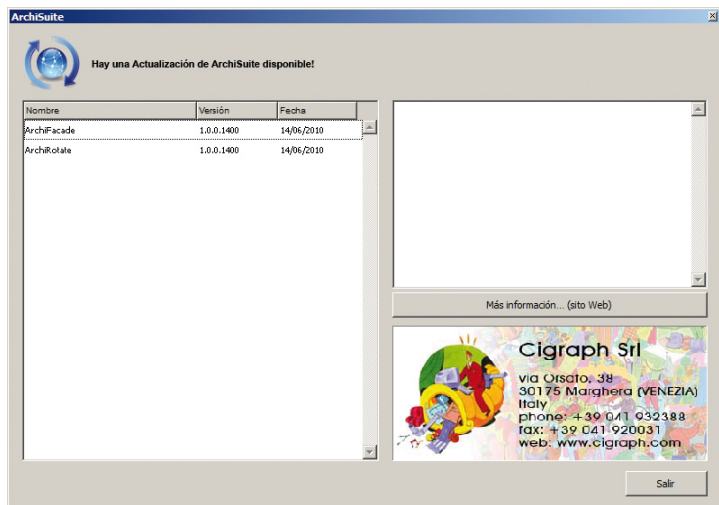 ArchiSuite
Hay una Actualización de ArchiSuite disponible!
Nombre Versión Fecha
ArchiFacade 1.0.0.1400 14/06/2010
ArchiRotate 1.0.0.1400 14/06/2010
Más información... (sito Web)
Cigraph Srl
via Orsato, 38
30175 Marghera (VENEZIA)
Italy
phone: +39 041 932388
fax: +39 041 920031
web: www.cigraph.com
Salir